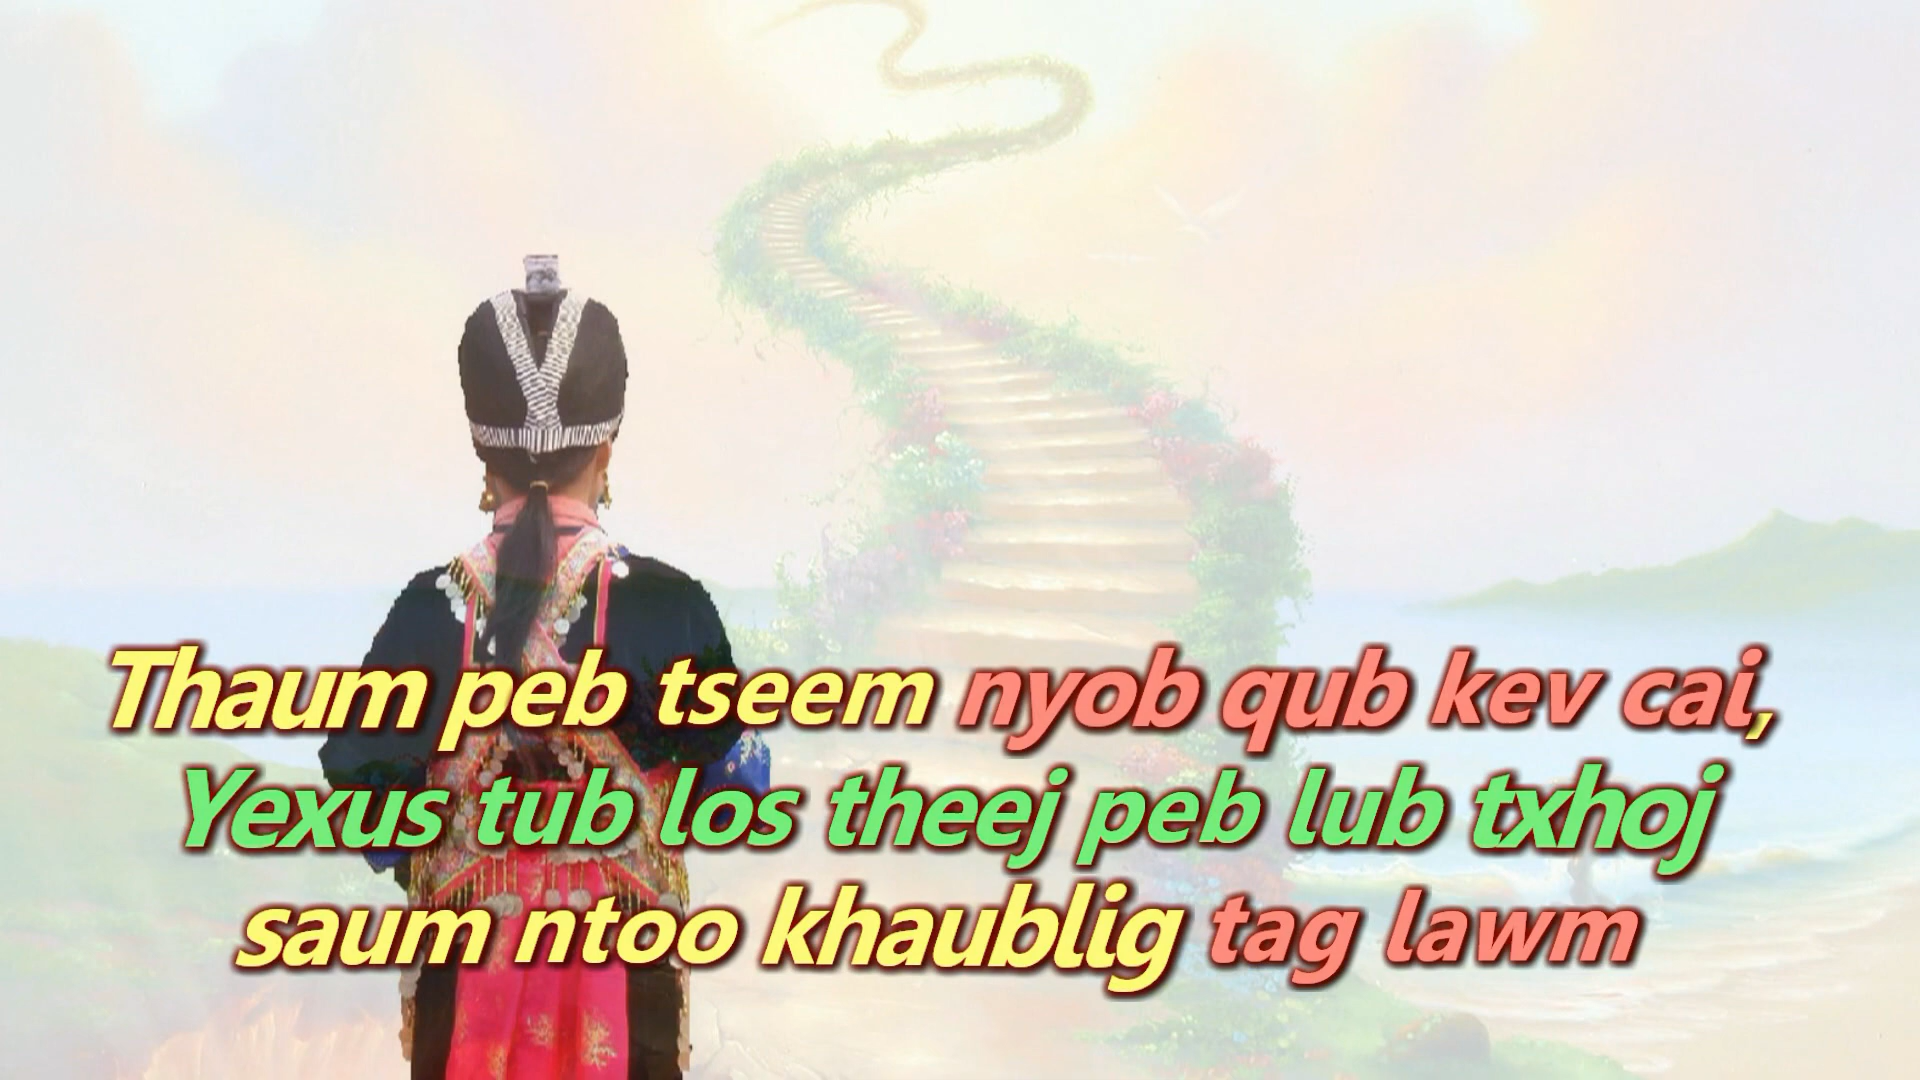 Thaum peb tseem nyob qub kev cai,
Yexus tub los theej peb lub txhoj
saum ntoo khaublig tag lawm